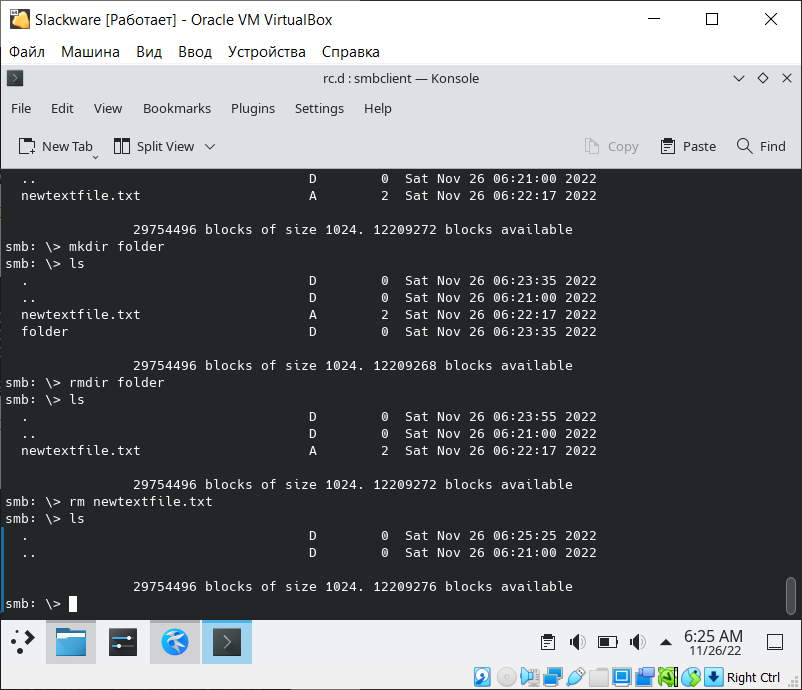 Slackware [Работает] - Oracle VM VirtualBox
Файл Машина Вид Ввод Устройства Справка
rc.d : smbclient — Konsole
File Edit View Bookmarks Plugins Settings Help
New Tab Split View Copy Paste Find
.. D 0 Sat Nov 26 06:21:00 2022
newtextfile.txt A 2 Sat Nov 26 06:22:17 2022
29754496 blocks of size 1024. 12209272 blocks available
smb: \> mkdir folder
smb: \> ls
. D 0 Sat Nov 26 06:23:35 2022
.. D 0 Sat Nov 26 06:21:00 2022
newtextfile.txt A 2 Sat Nov 26 06:22:17 2022
folder D 0 Sat Nov 26 06:23:35 2022
29754496 blocks of size 1024. 12209268 blocks available
smb: \> rmdir folder
smb: \> ls
. D 0 Sat Nov 26 06:23:55 2022
.. D 0 Sat Nov 26 06:21:00 2022
newtextfile.txt A 2 Sat Nov 26 06:22:17 2022
29754496 blocks of size 1024. 12209272 blocks available
smb: \> rm newtextfile.txt
smb: \> ls
. D 0 Sat Nov 26 06:25:25 2022
.. D 0 Sat Nov 26 06:21:00 2022
29754496 blocks of size 1024. 12209276 blocks available
smb: \>
6:25 AM
11/26/22
Right Ctrl